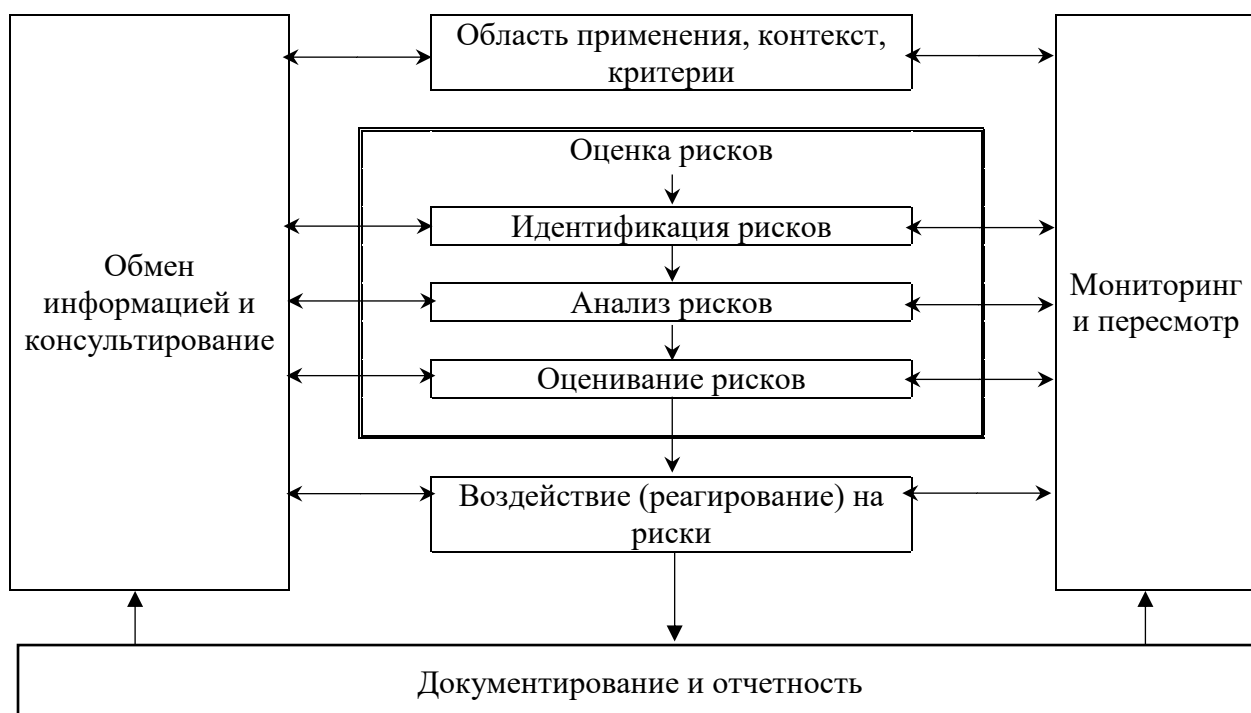 Область применения, контекст,
критерии
Оценка рисков
Идентификация рисков
Анализ рисков
Оценивание рисков
Воздействие (реагирование) на
риски
Обмен
информацией и
консультирование
Мониторинг
и пересмотр
Документирование и отчетность